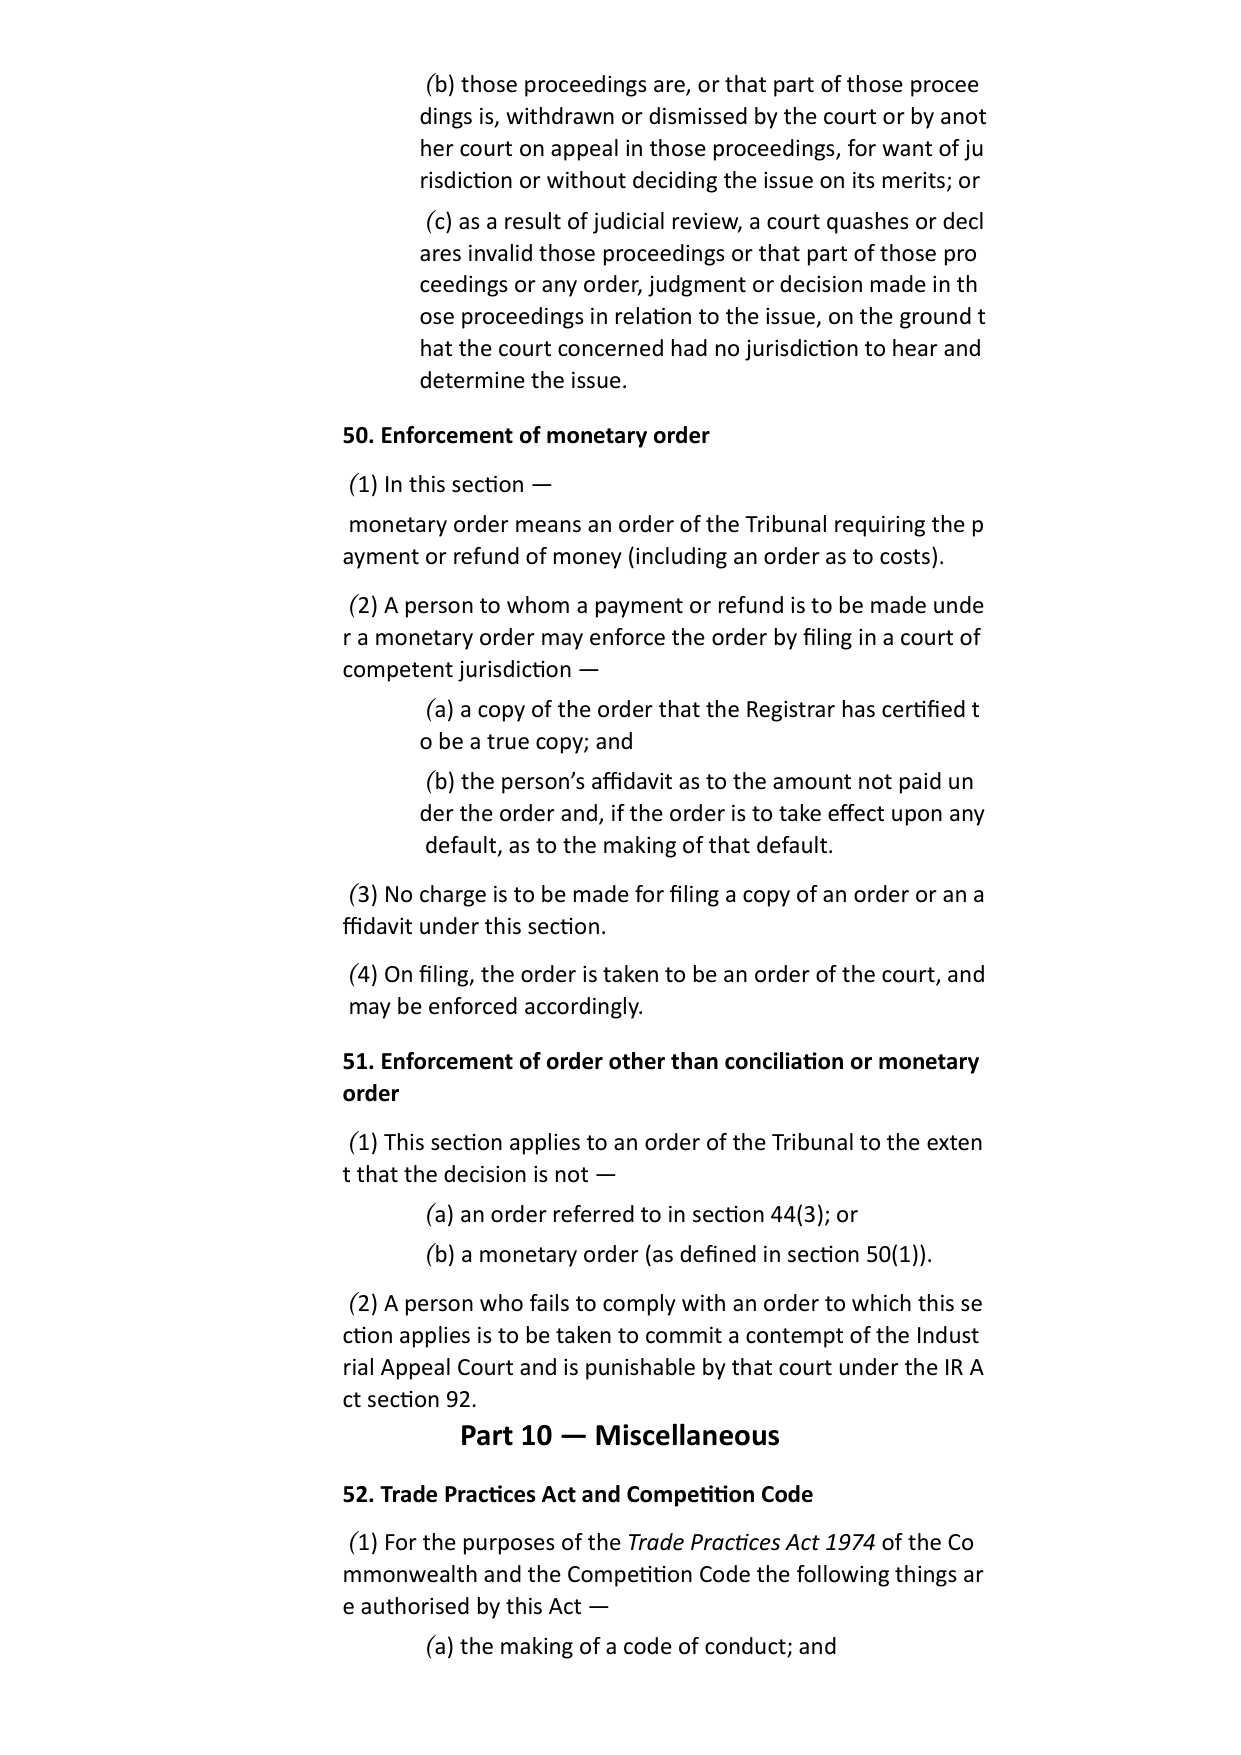 (b) those proceedings are, or that part of those procee
dings is, withdrawn or dismissed by the court or by anot
her court on appeal in those proceedings, for want of ju
risdiction or without deciding the issue on its merits; or
(c) as a result of judicial review, a court quashes or decl
ares invalid those proceedings or that part of those pro
ceedings or any order, judgment or decision made in th
ose proceedings in relation to the issue, on the ground t
hat the court concerned had no jurisdiction to hear and
determine the issue.
50. Enforcement of monetary order
(1) In this section —
monetary order means an order of the Tribunal requiring the p
ayment or refund of money (including an order as to costs).
(2) A person to whom a payment or refund is to be made unde
r a monetary order may enforce the order by filing in a court of
competent jurisdiction —
(a) a copy of the order that the Registrar has certified t
o be a true copy; and
(b) the person’s affidavit as to the amount not paid un
der the order and, if the order is to take effect upon any
default, as to the making of that default.
(3) No charge is to be made for filing a copy of an order or an a
ffidavit under this section.
(4) On filing, the order is taken to be an order of the court, and
may be enforced accordingly.
51. Enforcement of order other than conciliation or monetary
order
(1) This section applies to an order of the Tribunal to the exten
t that the decision is not —
(a) an order referred to in section 44(3); or
(b) a monetary order (as defined in section 50(1)).
(2) A person who fails to comply with an order to which this se
ction applies is to be taken to commit a contempt of the Indust
rial Appeal Court and is punishable by that court under the IR A
ct section 92.
Part 10 — Miscellaneous
52. Trade Practices Act and Competition Code
(1) For the purposes of the Trade Practices Act 1974 of the Co
mmonwealth and the Competition Code the following things ar
e authorised by this Act —
(a) the making of a code of conduct; and